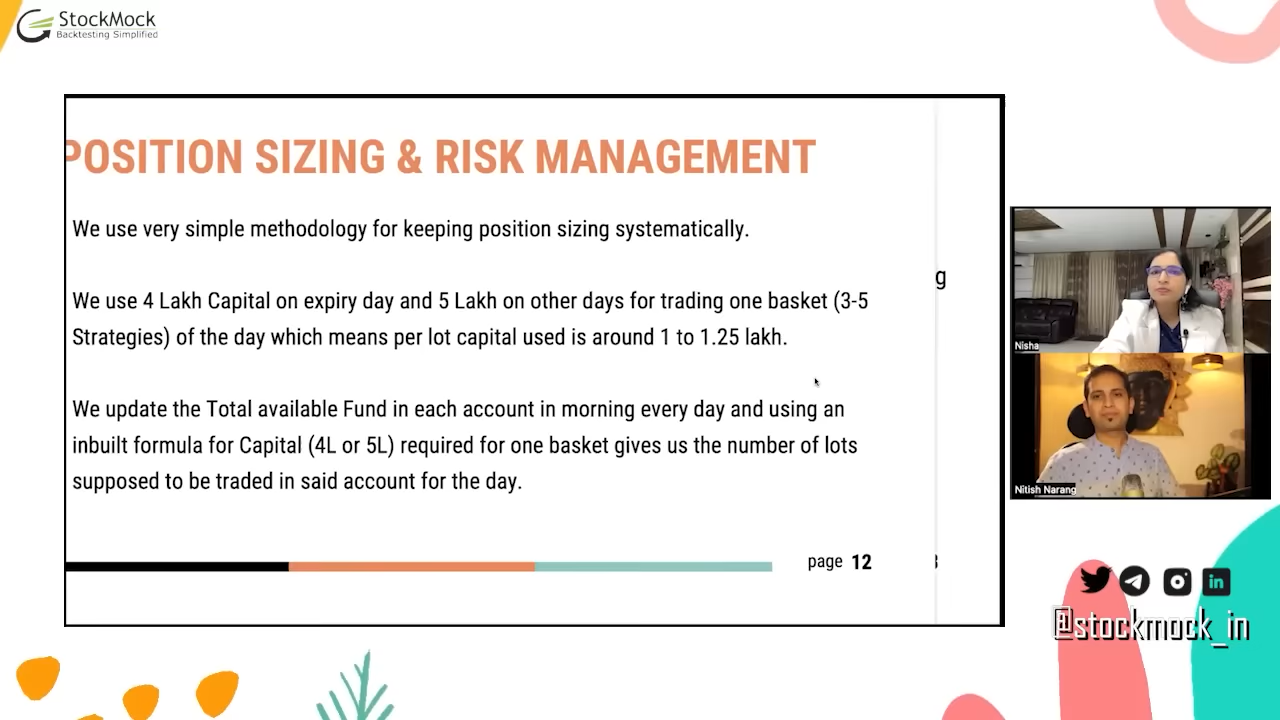 StockMock
Backtesting Simplified
POSITION SIZING & RISK MANAGEMENT
We use very simple methodology for keeping position sizing systematically.
g
We use 4 Lakh Capital on expiry day and 5 Lakh on other days for trading one basket (3-5
Strategies) of the day which means per lot capital used is around 1 to 1.25 lakh.
We update the Total available Fund in each account in morning every day and using an
inbuilt formula for Capital (4L or 5L) required for one basket gives us the number of lots
supposed to be traded in said account for the day.
page 12
Nisha
Nitish Narang
@stockmock_in